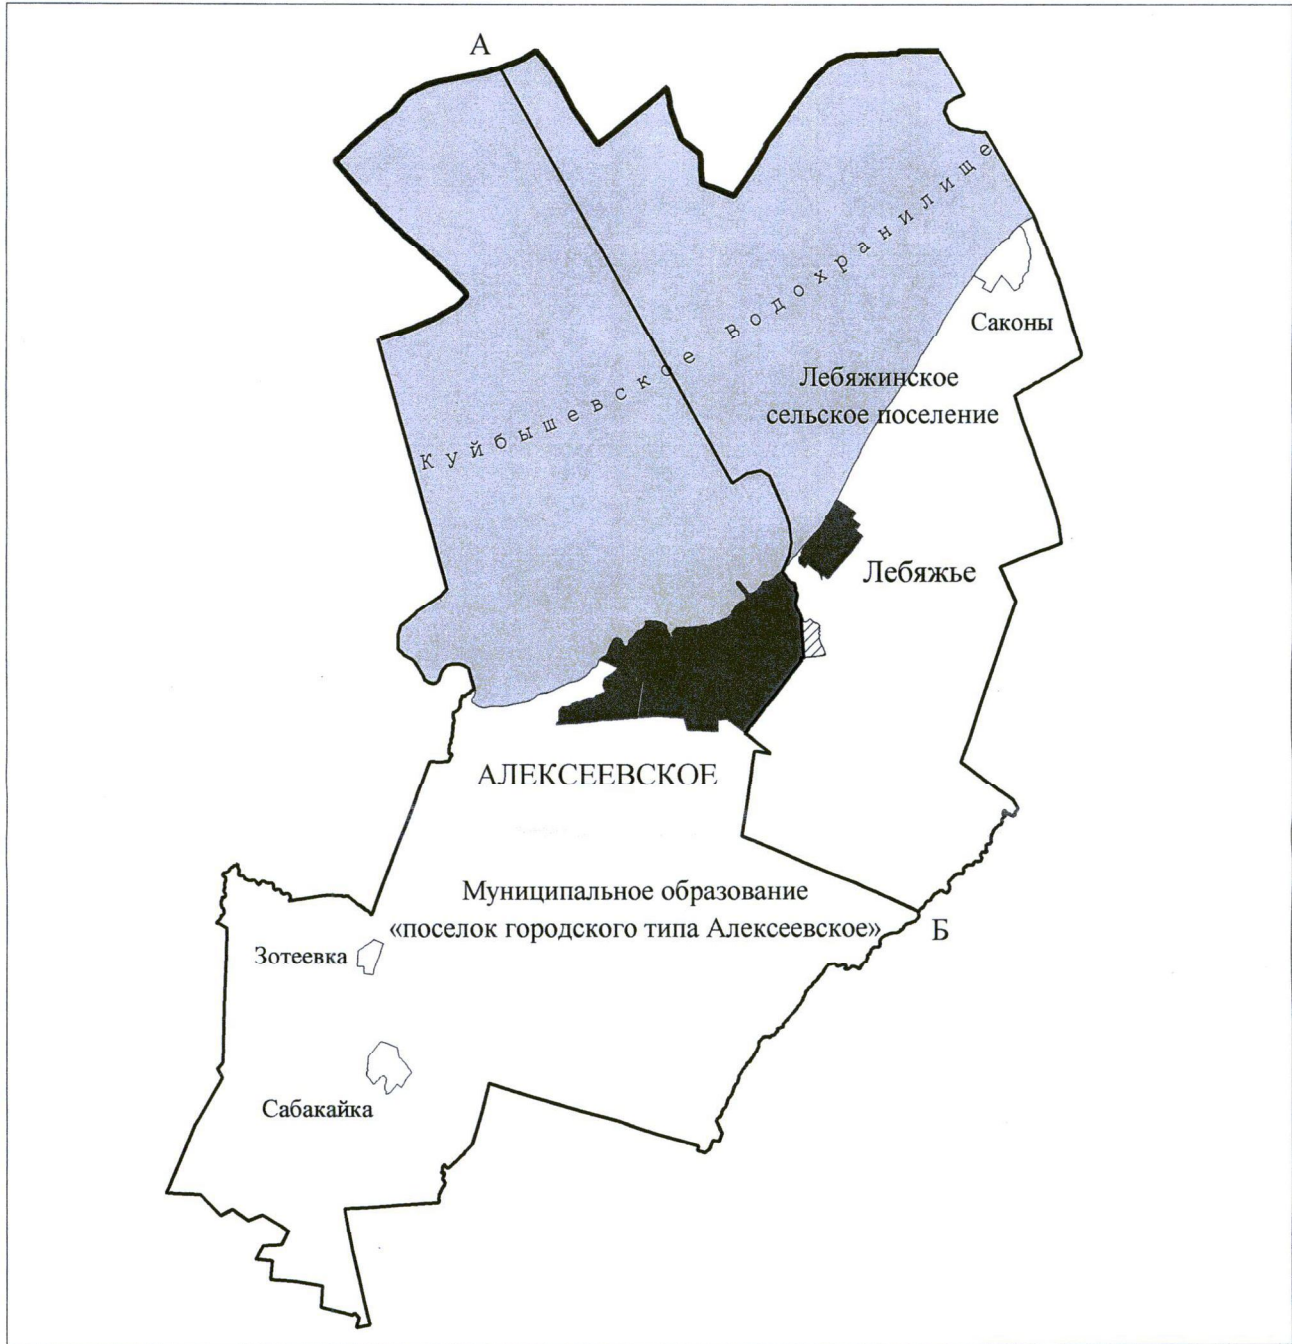 А
Куйбышевское водохранилище
Саконы
Лебяжинское
сельское поселение
Лебяжье
АЛЕКСЕЕВСКОЕ
Муниципальное образование
«поселок городского типа Алексеевское»
Б
Зотеевка
Сабакайка